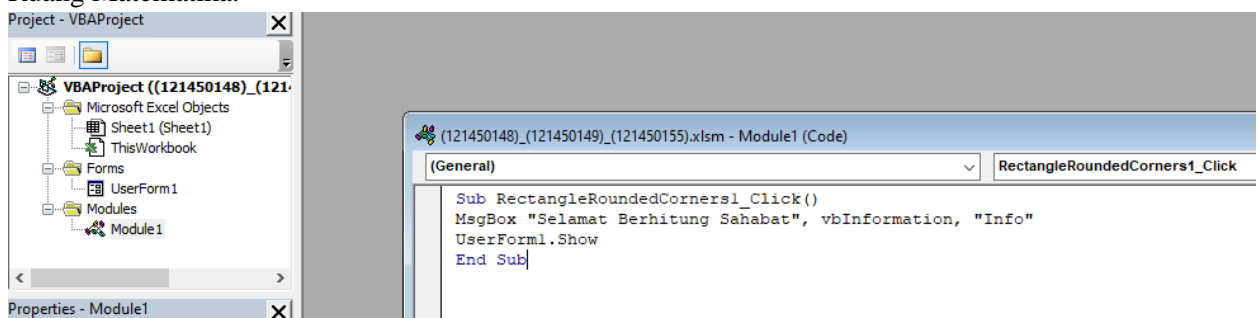 Project - VBAProject
VBAProject ((121450148)_(121
Microsoft Excel Objects
Sheet1 (Sheet1)
ThisWorkbook
Forms
UserForm1
Modules
Module1
Properties - Module1
(121450148)_(121450149)_(121450155).xlsm - Module1 (Code)
(General)
RectangleRoundedCorners1_Click
Sub RectangleRoundedCorners1_Click()
MsgBox "Selamat Berhitung Sahabat", vbInformation, "Info"
UserForm1.Show
End Sub